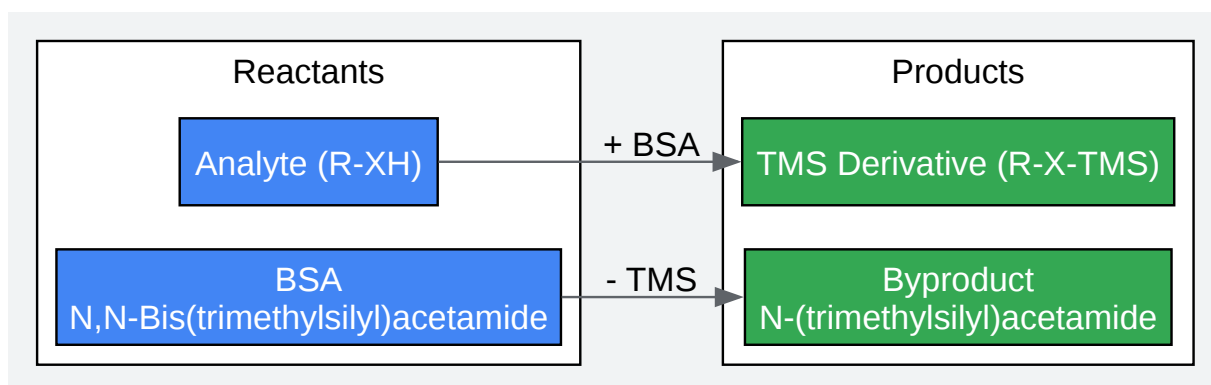 Reactants
Products
Analyte (R-XH)
+ BSA
TMS Derivative (R-X-TMS)
BSA
N,N-Bis(trimethylsilyl)acetamide
- TMS
Byproduct
N-(trimethylsilyl)acetamide